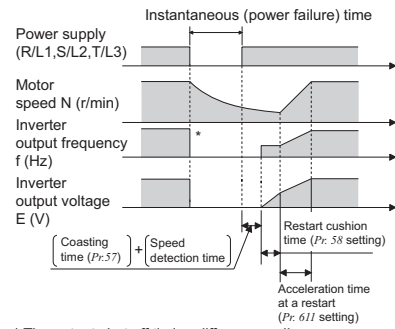 Instantaneous (power failure) time
Power supply
(R/L1,S/L2,T/L3)
Motor
speed N (r/min)
Inverter
output frequency
f (Hz)
*
Inverter
output voltage
E (V)
Coasting
time (Pr.57)
+
Speed
detection time
Restart cushion
time (Pr. 58 setting)
Acceleration time
at a restart
(Pr. 611 setting)